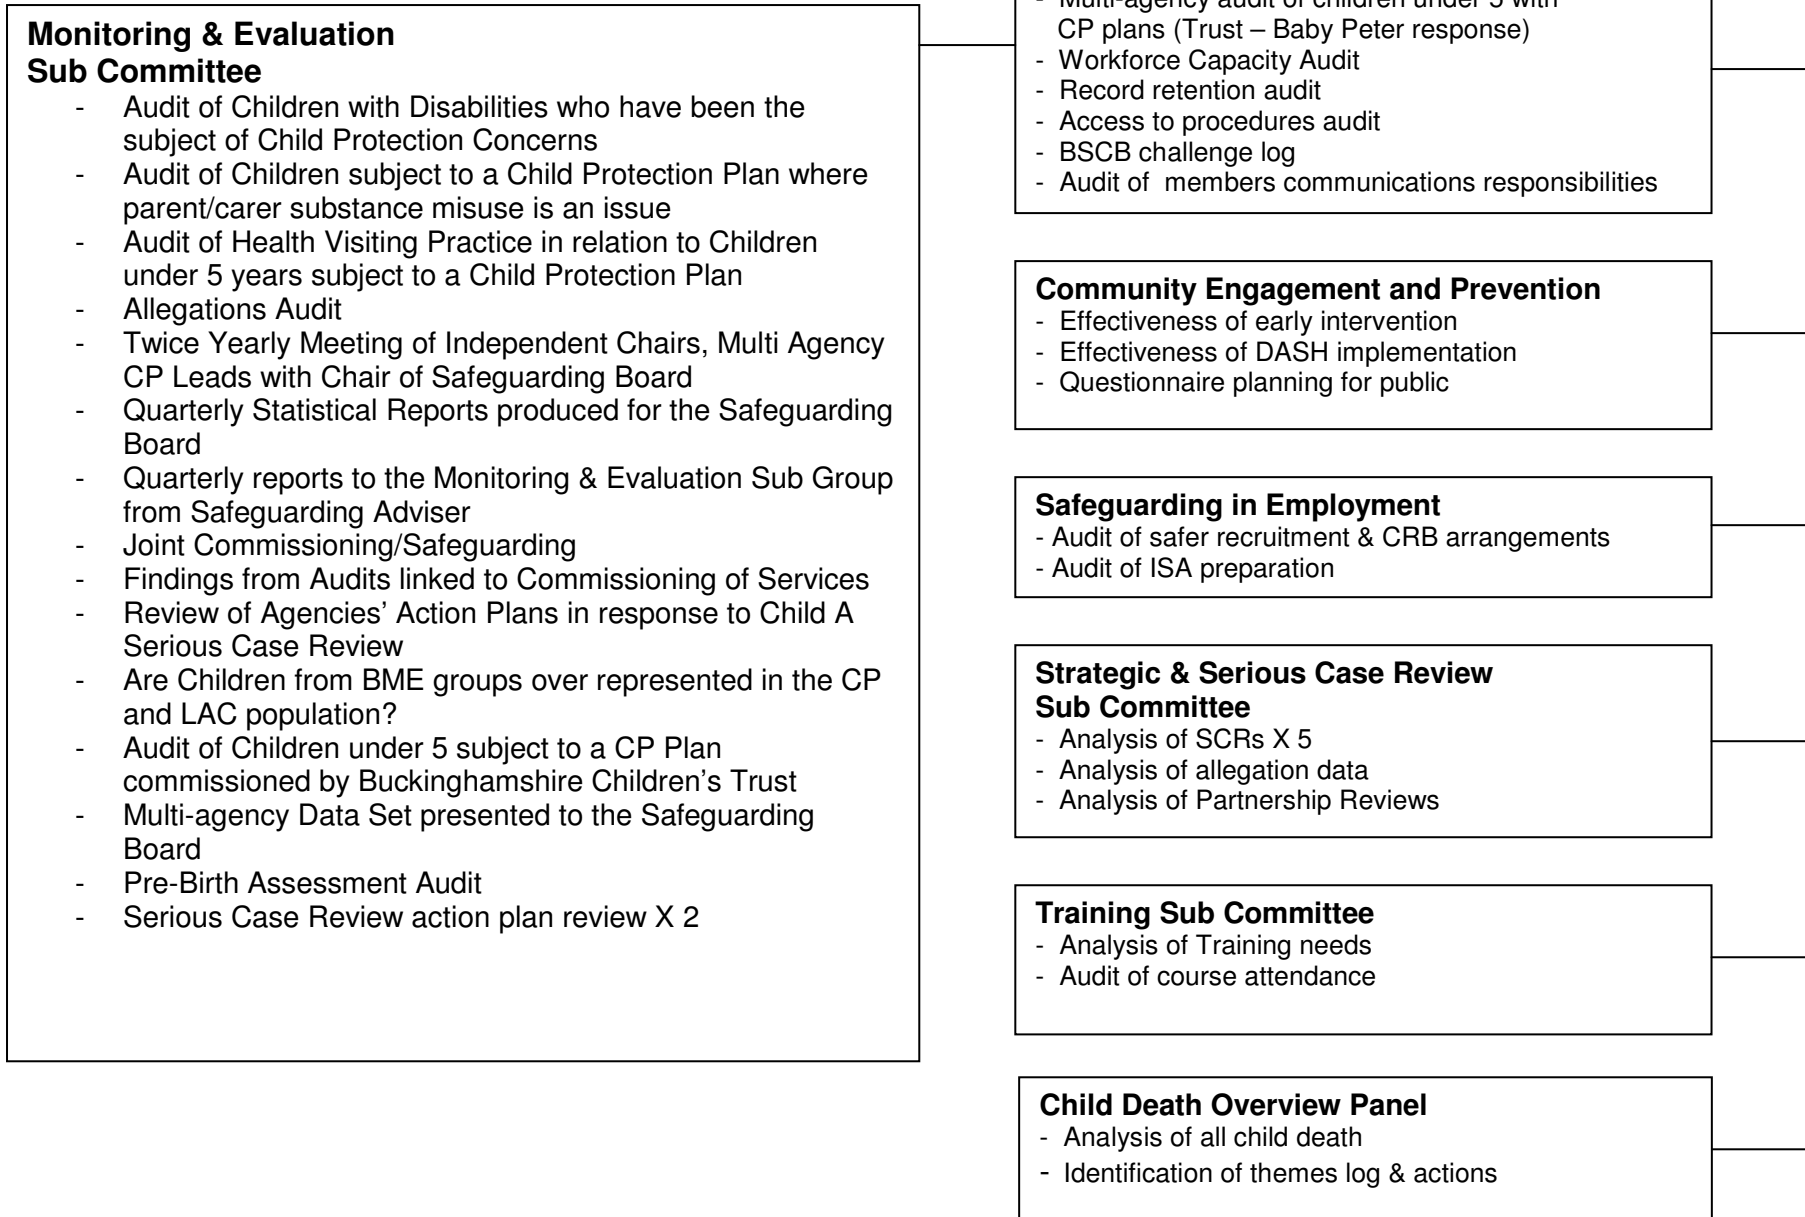 Monitoring & Evaluation
Sub Committee
- Audit of Children with Disabilities who have been the
subject of Child Protection Concerns
- Audit of Children subject to a Child Protection Plan where
parent/carer substance misuse is an issue
- Audit of Health Visiting Practice in relation to Children
under 5 years subject to a Child Protection Plan
- Allegations Audit
- Twice Yearly Meeting of Independent Chairs, Multi Agency
CP Leads with Chair of Safeguarding Board
- Quarterly Statistical Reports produced for the Safeguarding
Board
- Quarterly reports to the Monitoring & Evaluation Sub Group
from Safeguarding Adviser
- Joint Commissioning/Safeguarding
- Findings from Audits linked to Commissioning of Services
- Review of Agencies’ Action Plans in response to Child A
Serious Case Review
- Are Children from BME groups over represented in the CP
and LAC population?
- Audit of Children under 5 subject to a CP Plan
commissioned by Buckinghamshire Children’s Trust
- Multi-agency Data Set presented to the Safeguarding
Board
- Pre-Birth Assessment Audit
- Serious Case Review action plan review X 2
- Multi-agency audit of children under 5 with
CP plans (Trust – Baby Peter response)
- Workforce Capacity Audit
- Record retention audit
- Access to procedures audit
- BSCB challenge log
- Audit of members communications responsibilities
Community Engagement and Prevention
- Effectiveness of early intervention
- Effectiveness of DASH implementation
- Questionnaire planning for public
Safeguarding in Employment
- Audit of safer recruitment & CRB arrangements
- Audit of ISA preparation
Strategic & Serious Case Review
Sub Committee
- Analysis of SCRs X 5
- Analysis of allegation data
- Analysis of Partnership Reviews
Training Sub Committee
- Analysis of Training needs
- Audit of course attendance
Child Death Overview Panel
- Analysis of all child death
- Identification of themes log & actions